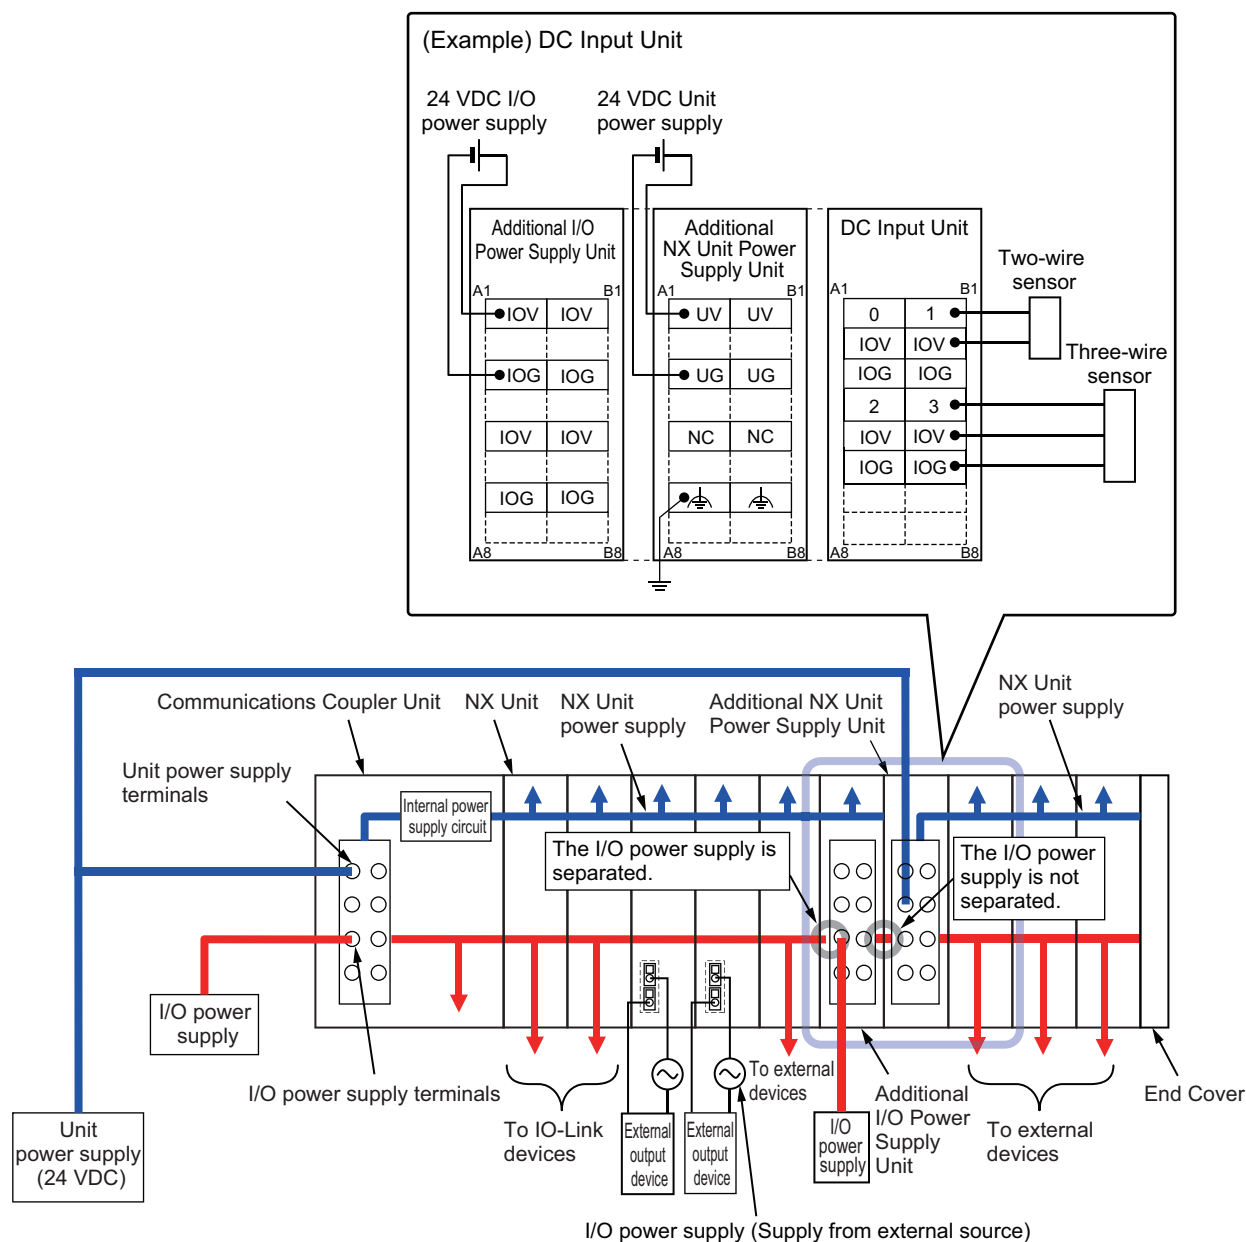 (Example) DC Input Unit
24 VDC I/O
power supply
24 VDC Unit
power supply
Additional I/O
Power Supply Unit
A1
B1
IOV IOV
IOG IOG
IOV IOV
IOG IOG
A8
B8
Additional
NX Unit Power
Supply Unit
A1
B1
UV UV
UG UG
NC NC
A8
B8
DC Input Unit
A1
B1
0 1
IOV IOV
IOG IOG
2 3
IOV IOV
IOG IOG
A8
B8
Two-wire
sensor
Three-wire
sensor
Communications Coupler Unit
NX Unit
NX Unit
power supply
Additional NX Unit
Power Supply Unit
NX Unit
power supply
Unit power supply
terminals
Internal power
supply circuit
The I/O power supply is
separated.
The I/O power
supply is not
separated.
I/O power
supply
I/O power supply terminals
Unit
power supply
(24 VDC)
To IO-Link
devices
External
output
device
External
output
device
To external
devices
I/O
power
supply
Additional
I/O Power
Supply
Unit
To external
devices
End Cover
I/O power supply (Supply from external source)